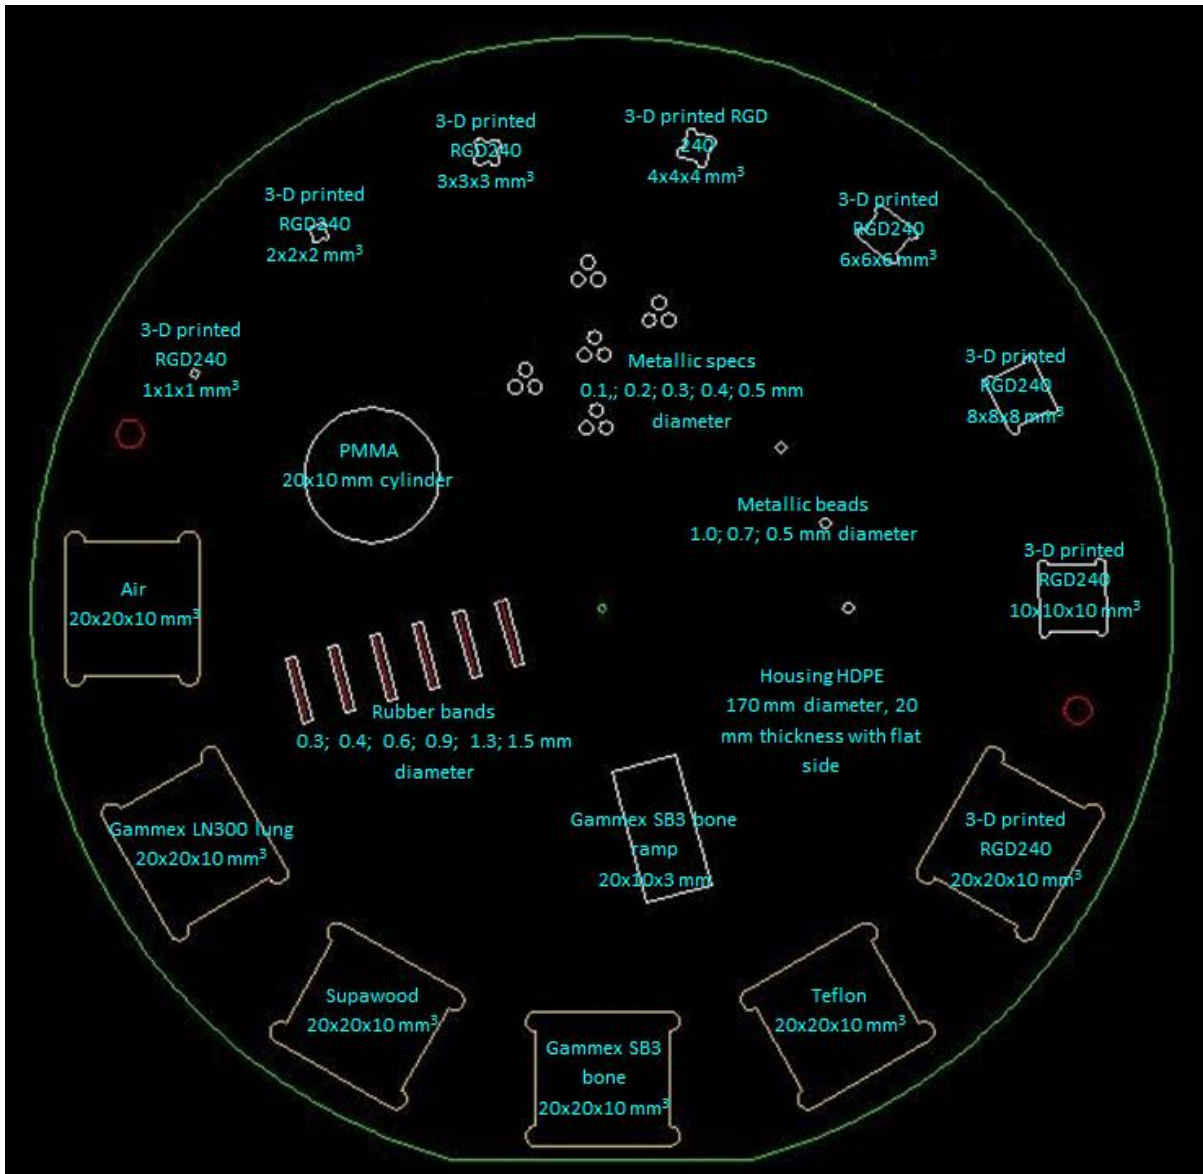 3-D printed
RGD240
3x3x3 mm³
3-D printed RGD
240
4x4x4 mm³
3-D printed
RGD240
2x2x2 mm³
3-D printed
RGD240
6x6x6 mm³
3-D printed
RGD240
1x1x1 mm³
Metallic specs
0.1,; 0.2; 0.3; 0.4; 0.5 mm
diameter
3-D printed
RGD240
8x8x8 mm³
PMMA
20x10 mm cylinder
Metallic beads
1.0; 0.7; 0.5 mm diameter
3-D printed
RGD240
10x10x10 mm³
Air
20x20x10 mm³
Rubber bands
0.3; 0.4; 0.6; 0.9; 1.3; 1.5 mm
diameter
Housing HDPE
170 mm diameter, 20
mm thickness with flat
side
Gammex LN300 lung
20x20x10 mm³
Gammex SB3 bone
ramp
20x10x3 mm
3-D printed
RGD240
20x20x10 mm³
Supawood
20x20x10 mm³
Gammex SB3
bone
20x20x10 mm³
Teflon
20x20x10 mm³